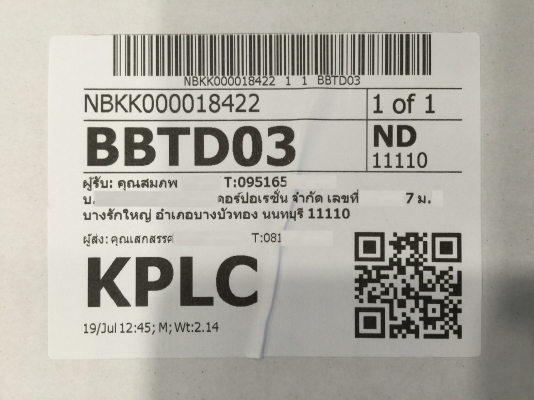 NBKK000018422 1 1 BBTD03
NBKK000018422
1 of 1
BBTD03
ND
11110
ผู้รับ: คุณสมภพ T:095165
บ. คอร์ปอเรชั่น จำกัด เลขที่ 7 ม.
บางรักใหญ่ อำเภอบางบัวทอง นนทบุรี 11110
ผู้ส่ง: คุณเสกสรรค T:081
KPLC
19/Jul 12:45; M; Wt:2.14